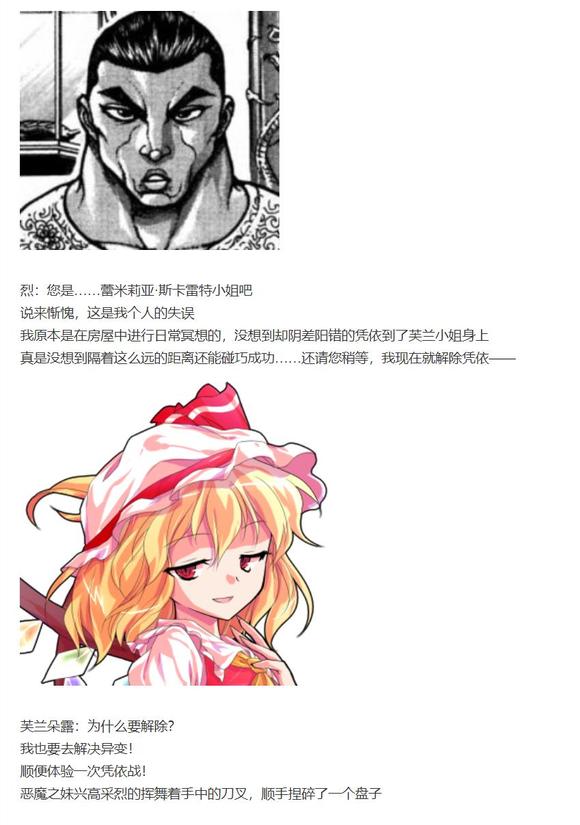 烈：您是……蕾米莉亚·斯卡雷特小姐吧
说来惭愧，这是我个人的失误
我原本是在房屋中进行日常冥想的，没想到却阴差阳错的凭依到了芙兰小姐身上
真是没想到隔着这么远的距离还能碰巧成功……还请您稍等，我现在就解除凭依——
芙兰朵露：为什么要解除？
我也要去解决异变！
顺便体验一次凭依战！
恶魔之妹兴高采烈的挥舞着手中的刀叉，顺手捏碎了一个盘子